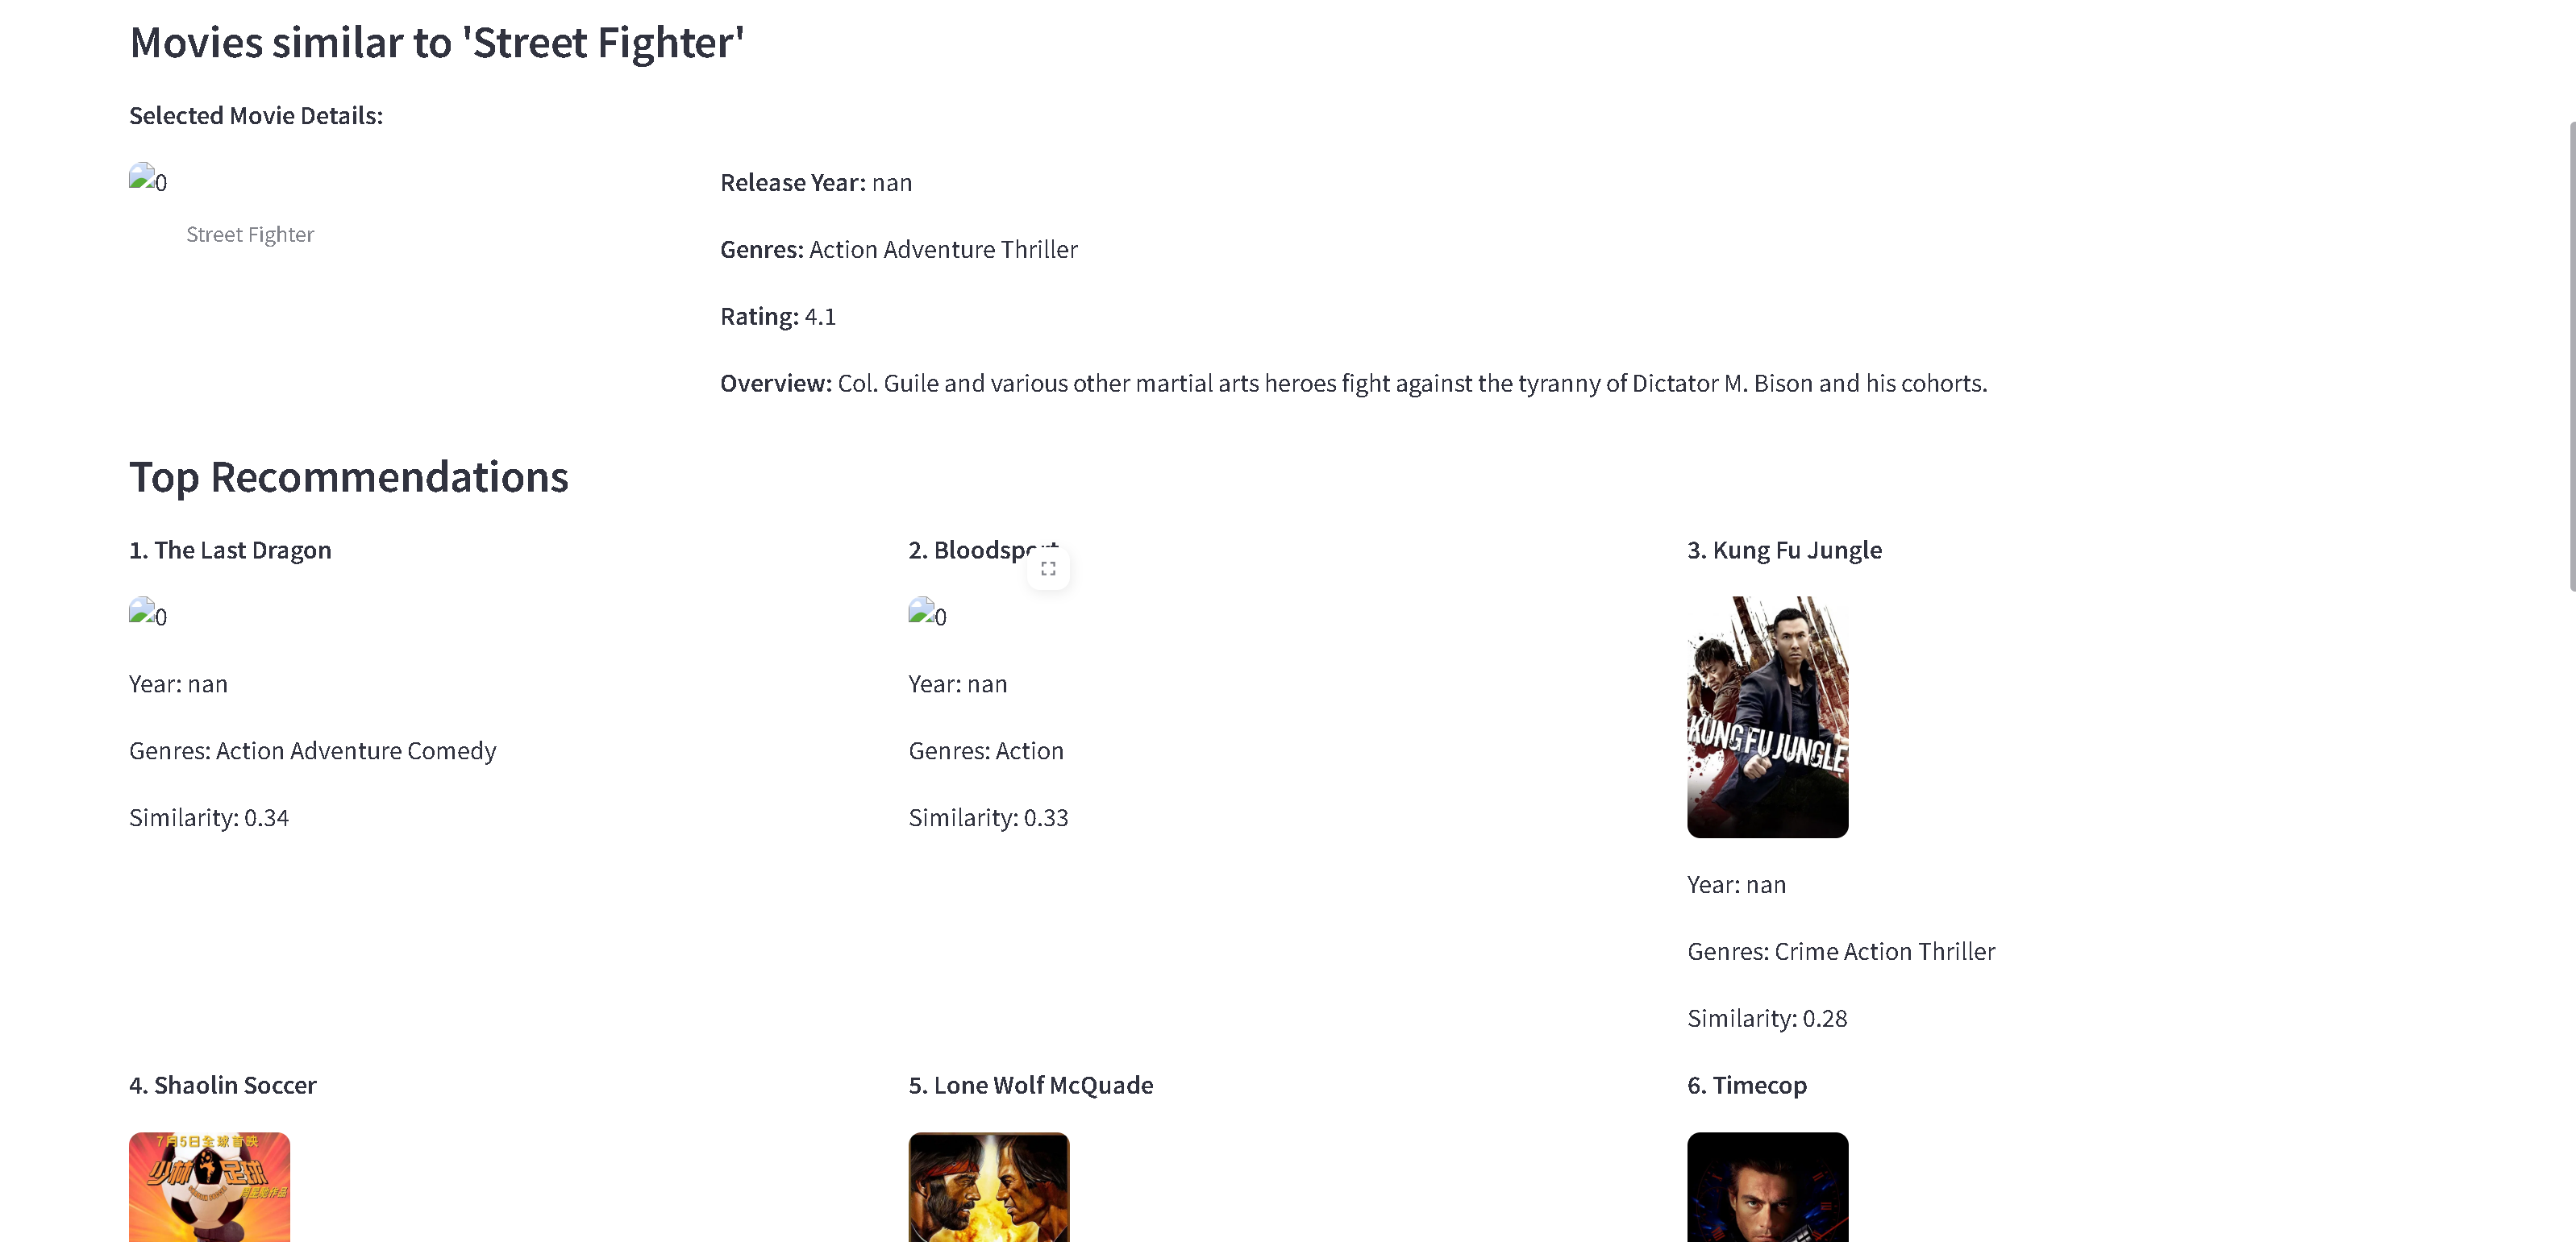 Movies similar to 'Street Fighter'
Selected Movie Details:
0
Street Fighter
Release Year: nan
Genres: Action Adventure Thriller
Rating: 4.1
Overview: Col. Guile and various other martial arts heroes fight against the tyranny of Dictator M. Bison and his cohorts.
Top Recommendations
1. The Last Dragon
0
Year: nan
Genres: Action Adventure Comedy
Similarity: 0.34
2. Bloodsport
0
Year: nan
Genres: Action
Similarity: 0.33
3. Kung Fu Jungle
KUNG FU JUNGLE
Year: nan
Genres: Crime Action Thriller
Similarity: 0.28
4. Shaolin Soccer
7月5日全球首映
少林足球
5. Lone Wolf McQuade
6. Timecop